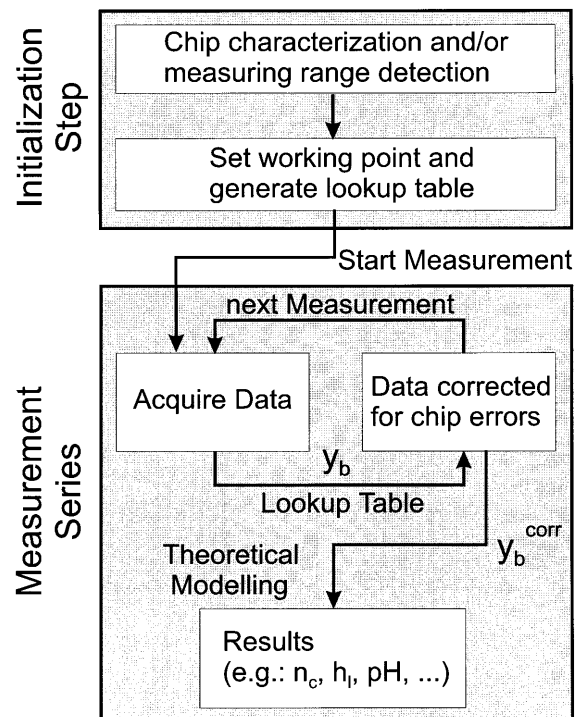 Initialization
Step
Chip characterization and/or
measuring range detection
Set working point and
generate lookup table
Start Measurement
Measurement
Series
next Measurement
Acquire Data
Data corrected
for chip errors
y_b
Lookup Table
Theoretical
Modelling
y_b^corr
Results
(e.g.: n_c, h_l, pH, ...)